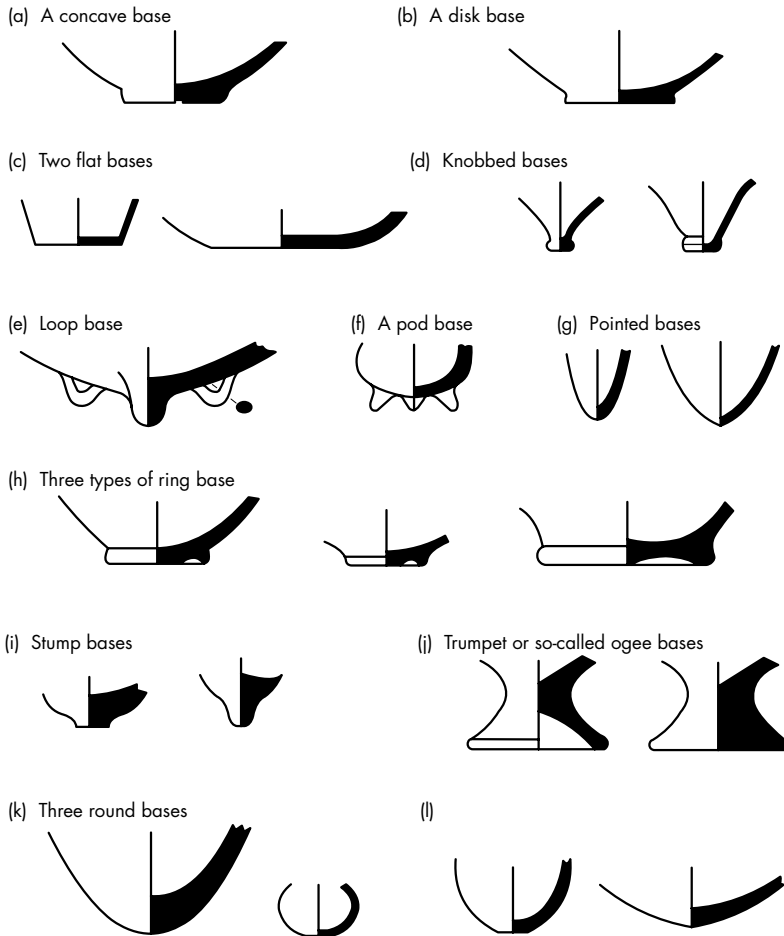 (a) A concave base
(b) A disk base
(c) Two flat bases
(d) Knobbed bases
(e) Loop base
(f) A pod base
(g) Pointed bases
(h) Three types of ring base
(i) Stump bases
(j) Trumpet or so-called ogee bases
(k) Three round bases
(l)